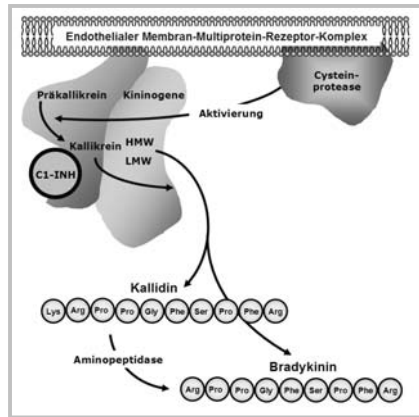 Endothelialer Membran-Multiprotein-Rezeptor-Komplex
Präkallikrein
Kininogene
Cystein-
protease
Aktivierung
Kallikrein
HMW
LMW
C1-INH
Kallidin
Lys Arg Pro Pro Gly Phe Ser Pro Phe Arg
Aminopeptidase
Bradykinin
Arg Pro Pro Gly Phe Ser Pro Phe Arg